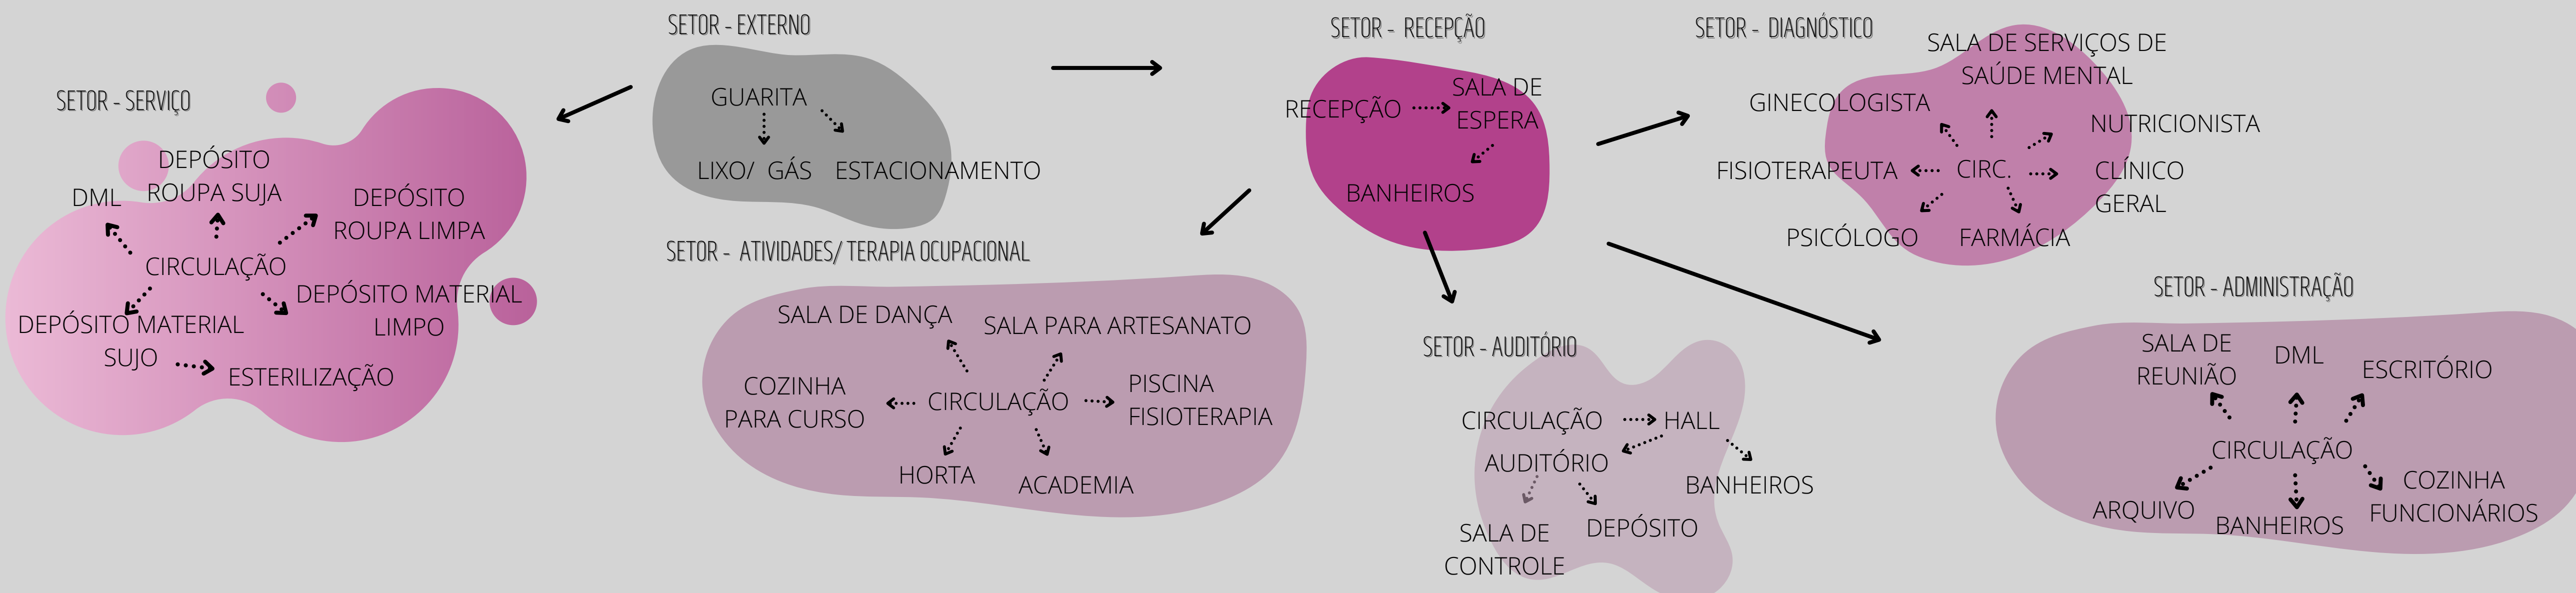 SETOR - SERVIÇO
DEPÓSITO
ROUPA SUJA
DML
DEPÓSITO
ROUPA LIMPA
CIRCULAÇÃO
DEPÓSITO MATERIAL
LIMPO
DEPÓSITO MATERIAL
SUJO
ESTERILIZAÇÃO
SETOR - EXTERNO
GUARITA
LIXO/ GÁS
ESTACIONAMENTO
SETOR - ATIVIDADES/ TERAPIA OCUPACIONAL
SALA DE DANÇA
SALA PARA ARTESANATO
COZINHA
PARA CURSO
CIRCULAÇÃO
PISCINA
FISIOTERAPIA
HORTA
ACADEMIA
SETOR - RECEPÇÃO
RECEPÇÃO
SALA DE
ESPERA
BANHEIROS
SETOR - AUDITÓRIO
CIRCULAÇÃO
HALL
AUDITÓRIO
BANHEIROS
SALA DE
CONTROLE
DEPÓSITO
SETOR - DIAGNÓSTICO
SALA DE SERVIÇOS DE
SAÚDE MENTAL
GINECOLOGISTA
NUTRICIONISTA
FISIOTERAPEUTA
CIRC.
CLÍNICO
GERAL
PSICÓLOGO
FARMÁCIA
SETOR - ADMINISTRAÇÃO
SALA DE
REUNIÃO
DML
ESCRITÓRIO
CIRCULAÇÃO
ARQUIVO
BANHEIROS
COZINHA
FUNCIONÁRIOS